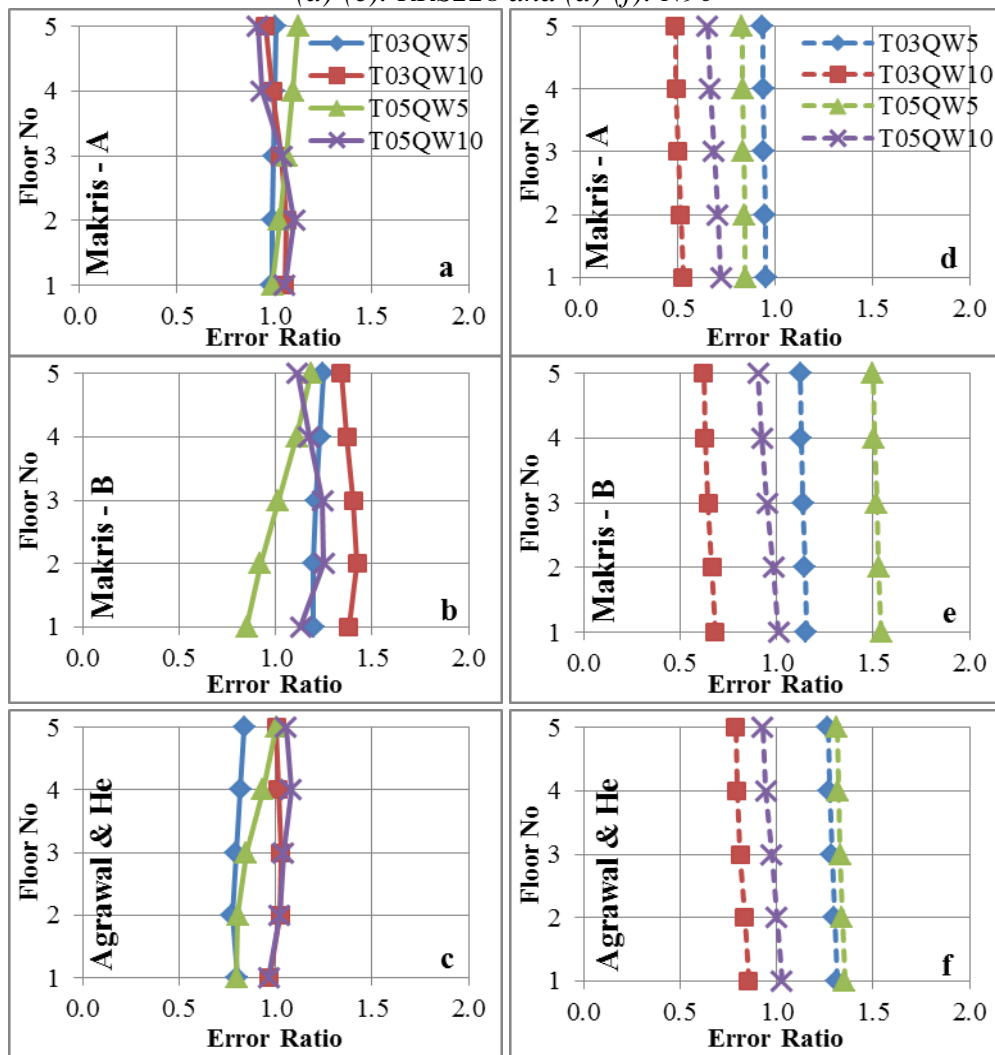 (a)-(c): and (d)-(f):
5
4
3
2
1
Floor No
Makris - A
T03QW5
T03QW10
T05QW5
T05QW10
a
0.0 0.5 1.0 1.5 2.0
Error Ratio
5
4
3
2
1
Floor No
Makris - A
T03QW5
T03QW10
T05QW5
T05QW10
d
0.0 0.5 1.0 1.5 2.0
Error Ratio
5
4
3
2
1
Floor No
Makris - B
b
0.0 0.5 1.0 1.5 2.0
Error Ratio
5
4
3
2
1
Floor No
Makris - B
e
0.0 0.5 1.0 1.5 2.0
Error Ratio
5
4
3
2
1
Floor No
Agrawal & He
c
0.0 0.5 1.0 1.5 2.0
Error Ratio
5
4
3
2
1
Floor No
Agrawal & He
f
0.0 0.5 1.0 1.5 2.0
Error Ratio